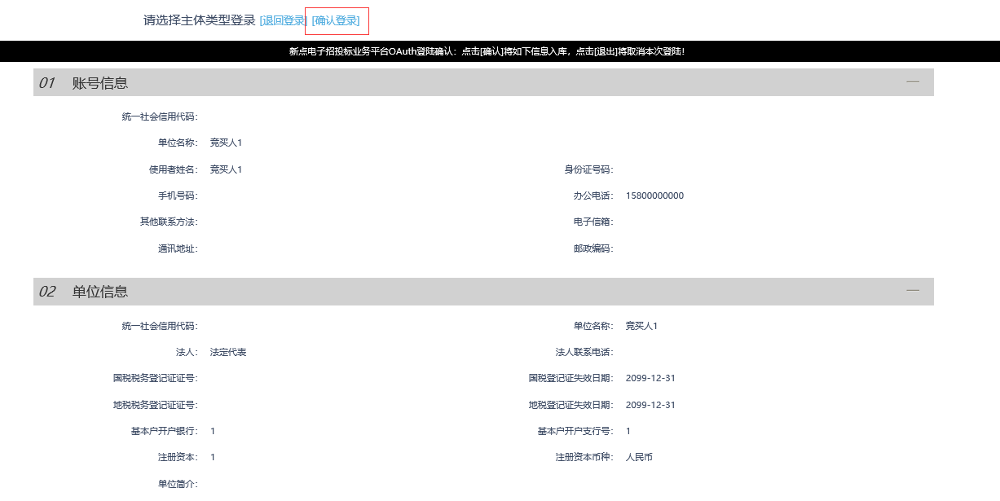 请选择主体类型登录 [退回登录] [确认登录]
新点电子招投标业务平台OAuth登陆确认：点击[确认]将如下信息入库，点击[退出]将取消本次登陆！
01 账号信息
统一社会信用代码：
单位名称： 竞买人1
使用者姓名： 竞买人1 身份证号码：
手机号码： 办公电话： 15800000000
其他联系方法： 电子信箱：
通讯地址： 邮政编码：
02 单位信息
统一社会信用代码： 单位名称： 竞买人1
法人： 法定代表 法人联系电话：
国税税务登记证证号： 国税登记证失效日期： 2099-12-31
地税税务登记证证号： 地税登记证失效日期： 2099-12-31
基本户开户银行： 1 基本户开户支行号： 1
注册资本： 1 注册资本币种： 人民币
单位简介：